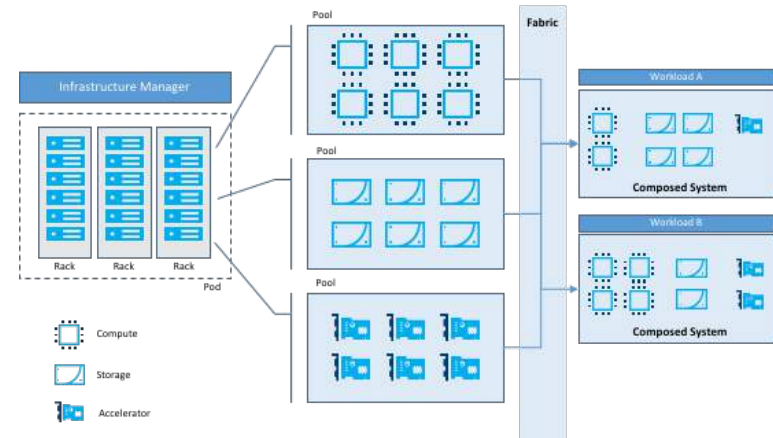 Pool
Fabric
Infrastructure Manager
Workload A
Composed System
Pool
Rack
Rack
Rack
Pod
Workload B
Composed System
Pool
Compute
Storage
Accelerator